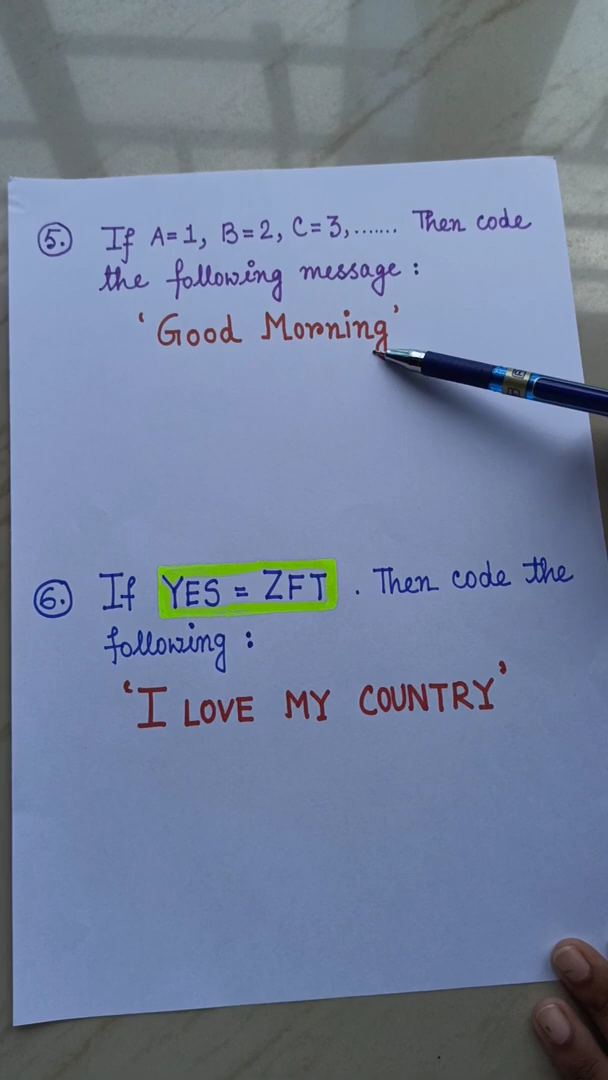 5. If A=1, B=2, C=3,....... Then code
the following message :
'Good Morning'
6. If YES = ZFT . Then code the
following :
'I LOVE MY COUNTRY'